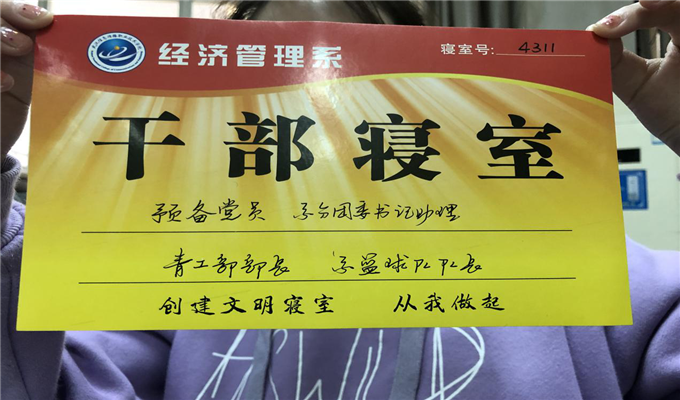 经济管理系
寝室号: 4311
干部寝室
预备党员 系分团委书记助理
青工部部长 系篮球队队长
创建文明寝室 从我做起